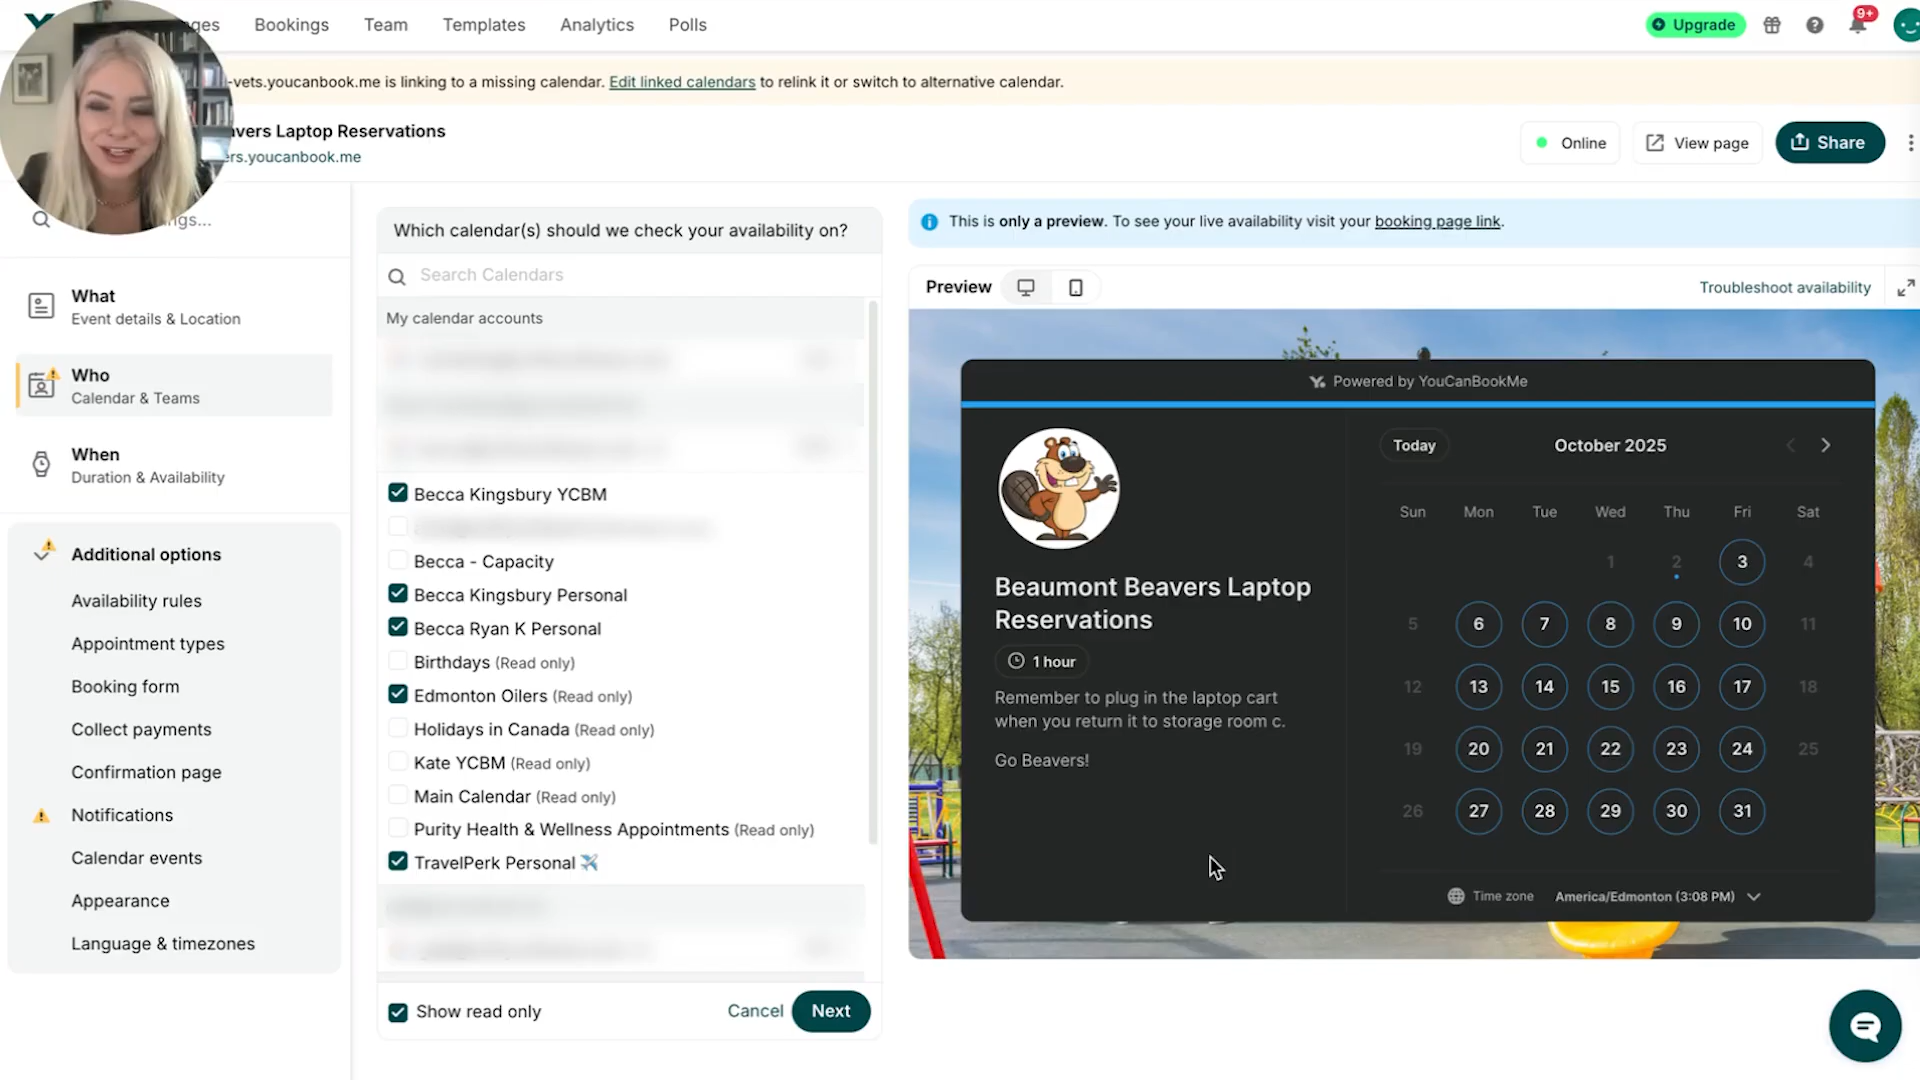 Bookings
Team
Templates
Analytics
Polls
Upgrade
9+
-vets.youcanbook.me is linking to a missing calendar. Edit linked calendars to relink it or switch to alternative calendar.
avers Laptop Reservations
ers.youcanbook.me
Online
View page
Share
What
Event details & Location
Who
Calendar & Teams
When
Duration & Availability
Additional options
Availability rules
Appointment types
Booking form
Collect payments
Confirmation page
Notifications
Calendar events
Appearance
Language & timezones
Which calendar(s) should we check your availability on?
Search Calendars
My calendar accounts
Becca Kingsbury YCBM
Becca - Capacity
Becca Kingsbury Personal
Becca Ryan K Personal
Birthdays (Read only)
Edmonton Oilers (Read only)
Holidays in Canada (Read only)
Kate YCBM (Read only)
Main Calendar (Read only)
Purity Health & Wellness Appointments (Read only)
TravelPerk Personal ✈️
Show read only
Cancel
Next
This is only a preview. To see your live availability visit your booking page link.
Preview
Troubleshoot availability
Powered by YouCanBookMe
Beaumont Beavers Laptop
Reservations
1 hour
Remember to plug in the laptop cart
when you return it to storage room c.
Go Beavers!
Today
October 2025
Sun Mon Tue Wed Thu Fri Sat
1 2 3 4
5 6 7 8 9 10 11
12 13 14 15 16 17 18
19 20 21 22 23 24 25
26 27 28 29 30 31
Time zone
America/Edmonton (3:08 PM)